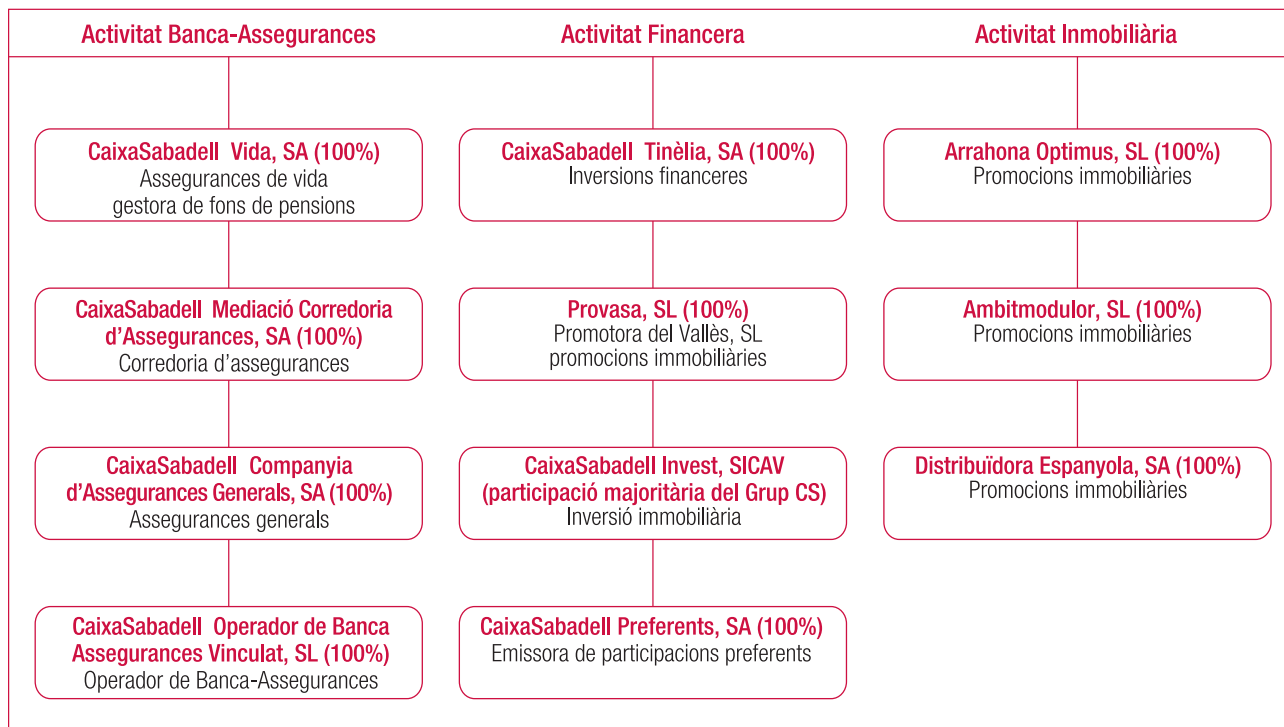 Activitat Banca-Assegurances
CaixaSabadell Vida, SA (100%)
Assegurances de vida
gestora de fons de pensions
CaixaSabadell Mediació Corredoria
d’Assegurances, SA (100%)
Corredoria d’assegurances
CaixaSabadell Companyia
d’Assegurances Generals, SA (100%)
Assegurances generals
CaixaSabadell Operador de Banca
Assegurances Vinculat, SL (100%)
Operador de Banca-Assegurances
Activitat Financera
CaixaSabadell Tinèlia, SA (100%)
Inversions financeres
Provasa, SL (100%)
Promotora del Vallès, SL
promocions immobiliàries
CaixaSabadell Invest, SICAV
(participació majoritària del Grup CS)
Inversió immobiliària
CaixaSabadell Preferents, SA (100%)
Emissora de participacions preferents
Activitat Inmobiliària
Arrahona Optimus, SL (100%)
Promocions immobiliàries
Ambitmodulor, SL (100%)
Promocions immobiliàries
Distribuïdora Espanyola, SA (100%)
Promocions immobiliàries